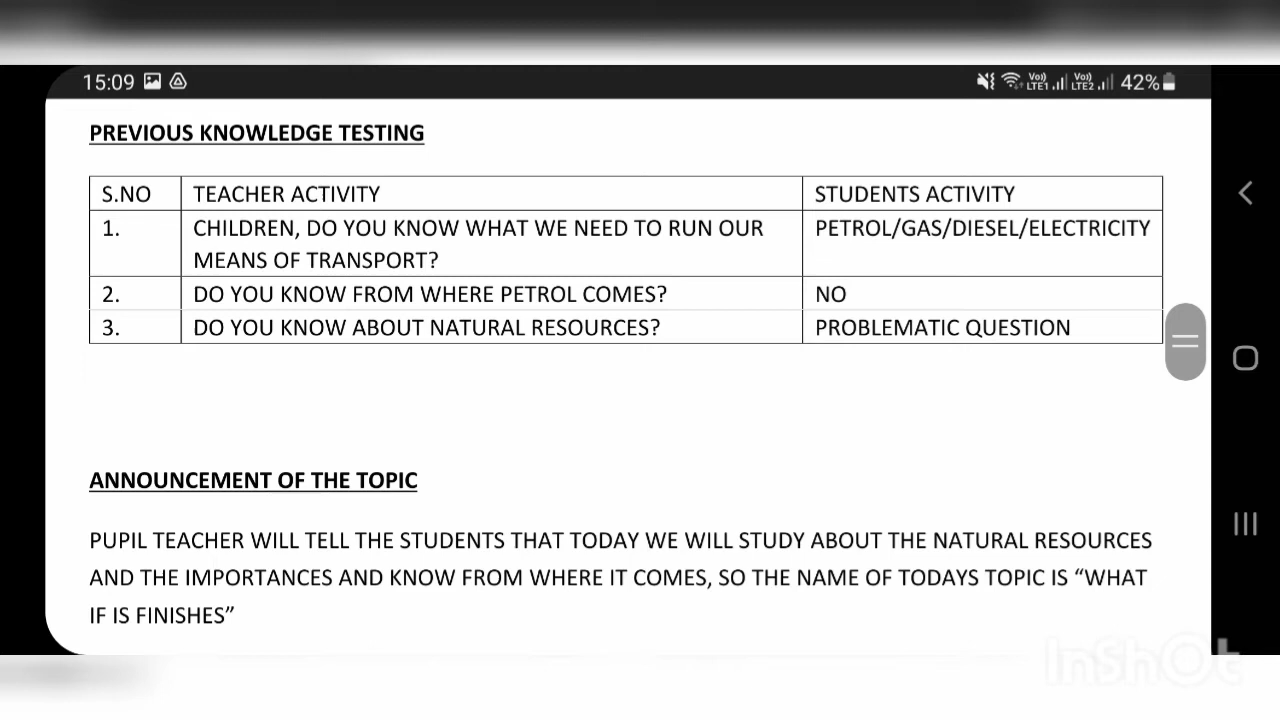 15:09 Vo) LTE1 Vo) LTE2 42%
PREVIOUS KNOWLEDGE TESTING
S.NO TEACHER ACTIVITY STUDENTS ACTIVITY
1. CHILDREN, DO YOU KNOW WHAT WE NEED TO RUN OUR PETROL/GAS/DIESEL/ELECTRICITY
MEANS OF TRANSPORT?
2. DO YOU KNOW FROM WHERE PETROL COMES? NO
3. DO YOU KNOW ABOUT NATURAL RESOURCES? PROBLEMATIC QUESTION
ANNOUNCEMENT OF THE TOPIC
PUPIL TEACHER WILL TELL THE STUDENTS THAT TODAY WE WILL STUDY ABOUT THE NATURAL RESOURCES
AND THE IMPORTANCES AND KNOW FROM WHERE IT COMES, SO THE NAME OF TODAYS TOPIC IS “WHAT
IF IS FINISHES”
InShOt